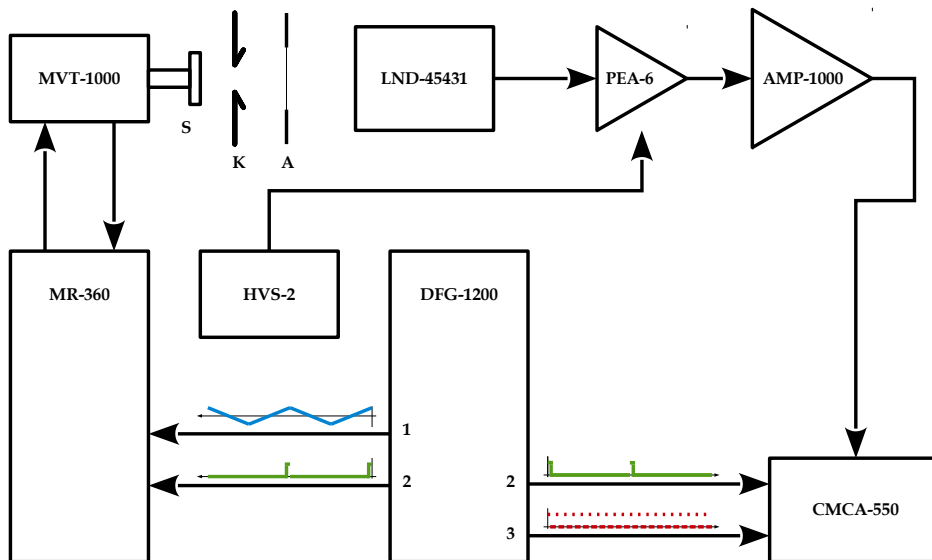 MVT-1000
LND-45431
PEA-6
AMP-1000
S
K
A
MR-360
HVS-2
DFG-1200
1
2
2
3
CMCA-550